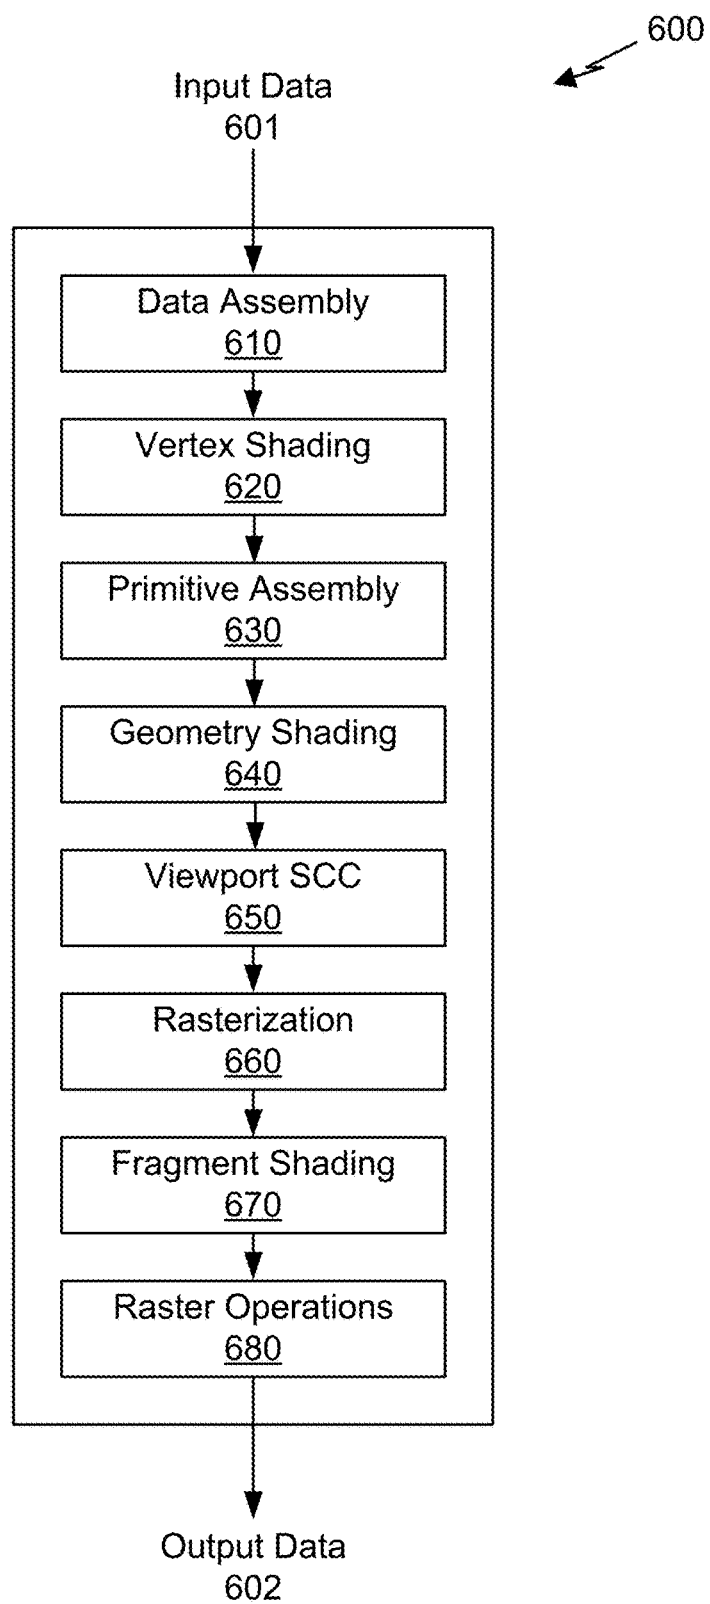 600
Input Data
601
Data Assembly
610
Vertex Shading
620
Primitive Assembly
630
Geometry Shading
640
Viewport SCC
650
Rasterization
660
Fragment Shading
670
Raster Operations
680
Output Data
602